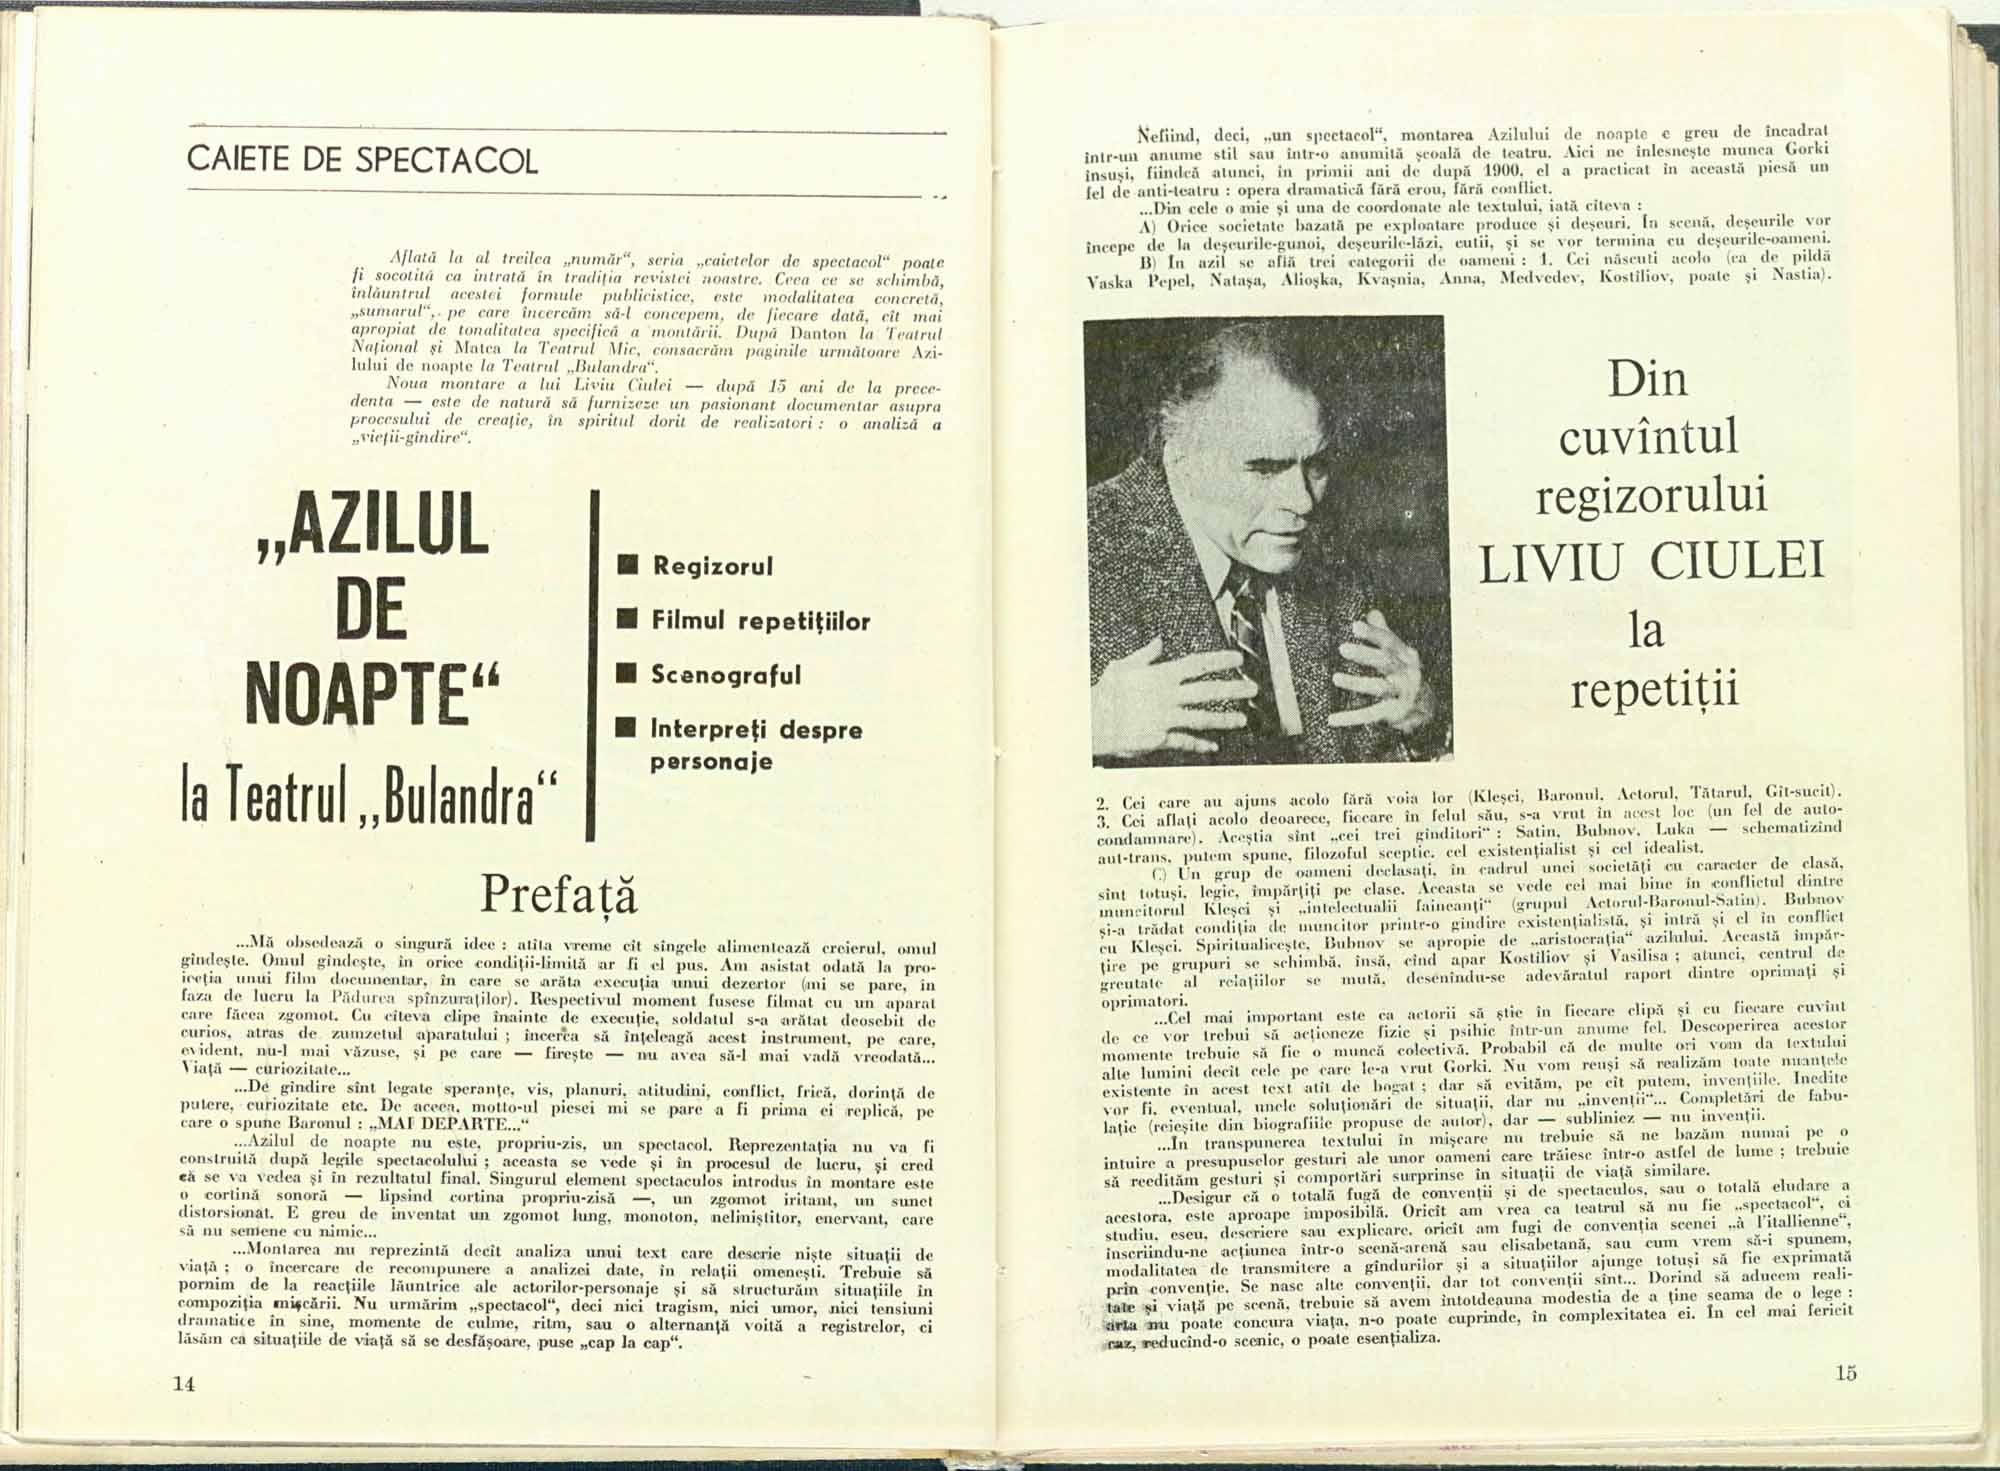 CAIETE DE SPECTACOL
Aflată la al treilea „număr“, seria „caietelor de spectacol“ poate
fi socotită ca intrată în tradiția revistei noastre. Ceea ce se schimbă,
înlăuntrul acestei formule publicistice, este modalitatea concretă,
„sumarul“, pe care încercăm să-l concepem, de fiecare dată, cît mai
apropiat de tonalitatea specifică a montării. După Danton la Teatrul
Național și Matca la Teatrul Mic, consacrăm paginile următoare Azi-
lului de noapte la Teatrul „Bulandra“.
Noua montare a lui Liviu Ciulei — după 15 ani de la prece-
denta — este de natură să furnizeze un pasionant documentar asupra
procesului de creație, în spiritul dorit de realizatori : o analiză a
„vieții-gîndire“.
„AZILUL
DE
NOAPTE“
la Teatrul „Bulandra“
■ Regizorul
■ Filmul repetițiilor
■ Scenograful
■ Interpreți despre
personaje
Prefață
...Mă obsedează o singură idee : atîta vreme cît sîngele alimentează creierul, omul
gîndește. Omul gîndește, în orice condiții-limită ar fi el pus. Am asistat odată la pro-
iecția unui film documentar, în care se arăta execuția unui dezertor (mi se pare, în
faza de lucru la Pădurea spînzuraților). Respectivul moment fusese filmat cu un aparat
care făcea zgomot. Cu cîteva clipe înainte de execuție, soldatul s-a arătat deosebit de
curios, atras de zumzetul aparatului ; încerca să înțeleagă acest instrument, pe care,
evident, nu-l mai văzuse, și pe care — firește — nu avea să-l mai vadă vreodată...
Viață — curiozitate...
...De gîndire sînt legate speranțe, vis, planuri, atitudini, conflict, frică, dorință de
putere, curiozitate etc. De aceea, motto-ul piesei mi se pare a fi prima ei replică, pe
care o spune Baronul : „MAI DEPARTE...“
...Azilul de noapte nu este, propriu-zis, un spectacol. Reprezentația nu va fi
construită după legile spectacolului ; aceasta se vede și în procesul de lucru, și cred
că se va vedea și în rezultatul final. Singurul element spectaculos introdus în montare este
o cortină sonoră — lipsind cortina propriu-zisă —, un zgomot iritant, un sunet
distorsionat. E greu de inventat un zgomot lung, monoton, neliniștitor, enervant, care
să nu semene cu nimic...
...Montarea nu reprezintă decît analiza unui text care descrie niște situații de
viață ; o încercare de recompunere a analizei date, în relații omenești. Trebuie să
pornim de la reacțiile lăuntrice ale actorilor-personaje și să structurăm situațiile în
compoziția mișcării. Nu urmărim „spectacol“, deci nici tragism, nici umor, nici tensiuni
dramatice în sine, momente de culme, ritm, sau o alternanță voită a registrelor, ci
lăsăm ca situațiile de viață să se desfășoare, puse „cap la cap“.
14
Nefiind, deci, „un spectacol“, montarea Azilului de noapte e greu de încadrat
într-un anume stil sau într-o anumită școală de teatru. Aici ne înlesnește munca Gorki
însuși, fiindcă atunci, în primii ani de după 1900, el a practicat în această piesă un
fel de anti-teatru : opera dramatică fără erou, fără conflict.
...Din cele o mie și una de coordonate ale textului, iată cîteva :
A) Orice societate bazată pe exploatare produce și deșeuri. În scenă, deșeurile vor
începe de la deșeurile-gunoi, deșeurile-lăzi, cutii, și se vor termina cu deșeurile-oameni.
B) In azil se află trei categorii de oameni : 1. Cei născuți acolo (ca de pildă
Vaska Pepel, Natașa, Alioșka, Kvașnia, Anna, Medvedev, Kostîliov, poate și Nastia).
Din
cuvîntul
regizorului
LIVIU CIULEI
la
repetiții
2. Cei care au ajuns acolo fără voia lor (Kleșci, Baronul, Actorul, Tătarul, Gît-sucit).
3. Cei aflați acolo deoarece, fiecare în felul său, s-a vrut în acest loc (un fel de auto-
condamnare). Aceștia sînt „cei trei gînditori“ : Satin, Bubnov, Luka — schematizînd
aut-trans, putem spune, filozoful sceptic, cel existențialist și cel idealist.
C) Un grup de oameni declasați, în cadrul unei societăți cu caracter de clasă,
sînt totuși, legic, împărțiți pe clase. Aceasta se vede cel mai bine în conflictul dintre
muncitorul Kleșci și „intelectualii faineanți“ (grupul Actorul-Baronul-Satin). Bubnov
și-a trădat condiția de muncitor printr-o gîndire existențialistă, și intră și el în conflict
cu Kleșci. Spiritualicește, Bubnov se apropie de „aristocrația“ azilului. Această împăr-
țire pe grupuri se schimbă, însă, cînd apar Kostîliov și Vasilisa ; atunci, centrul de
greutate al relațiilor se mută, desenîndu-se adevăratul raport dintre oprimați și
oprimatori.
...Cel mai important este ca actorii să știe în fiecare clipă și cu fiecare cuvînt
de ce vor trebui să acționeze fizic și psihic într-un anume fel. Descoperirea acestor
momente trebuie să fie o muncă colectivă. Probabil că de multe ori vom da textului
alte lumini decît cele pe care le-a vrut Gorki. Nu vom reuși să realizăm toate nuanțele
existente în acest text atît de bogat ; dar să evităm, pe cît putem, invențiile. Inedite
vor fi, eventual, unele soluționări de situații, dar nu „invenții“... Completări de fabu-
lație (reieșite din biografiile propuse de autor), dar — subliniez — nu invenții.
...In transpunerea textului în mișcare nu trebuie să ne bazăm numai pe o
intuire a presupuselor gesturi ale unor oameni care trăiesc într-o astfel de lume ; trebuie
să reedităm gesturi și comportări surprinse în situații de viață similare.
...Desigur că o totală fugă de convenții și de spectaculos, sau o totală eludare a
acestora, este aproape imposibilă. Oricît am vrea ca teatrul să nu fie „spectacol“, ci
studiu, eseu, descriere sau explicare, oricît am fugi de convenția scenei „à l'itallienne“,
înscriindu-ne acțiunea într-o scenă-arenă sau elisabetană, sau cum vrem să-i spunem,
modalitatea de transmitere a gîndurilor și a situațiilor ajunge totuși să fie exprimată
prin convenție. Se nasc alte convenții, dar tot convenții sînt... Dorind să aducem reali-
tate și viață pe scenă, trebuie să avem întotdeauna modestia de a ține seama de o lege :
arta nu poate concura viața, n-o poate cuprinde, în complexitatea ei. În cel mai fericit
caz, reducînd-o scenic, o poate esențializa.
15